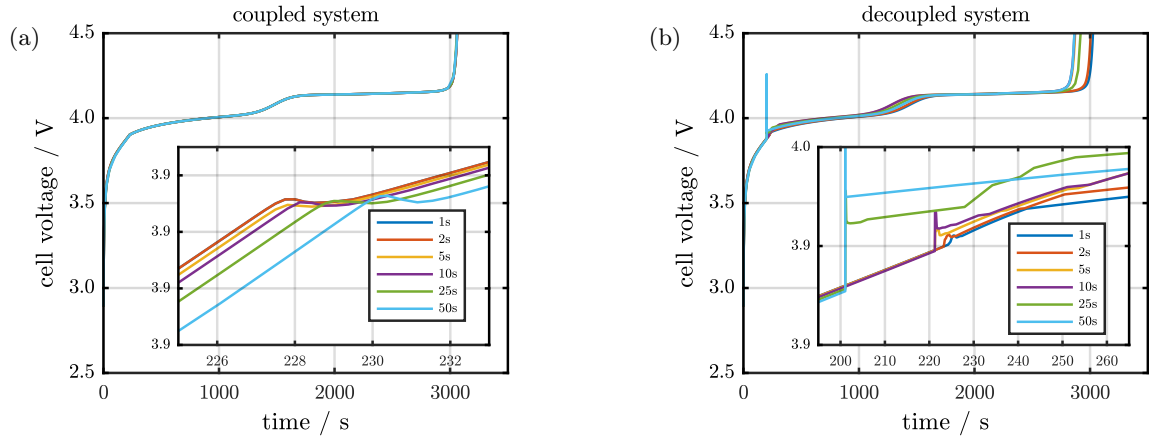 coupled system
(a)
cell voltage / V
4.5
4.0
3.5
3.0
2.5
0
1000
2000
3000
time / s
3.9
3.9
3.9
3.9
226
228
230
232
1s
2s
5s
10s
25s
50s
decoupled system
(b)
cell voltage / V
4.5
4.0
3.5
3.0
2.5
0
1000
2000
3000
time / s
4.0
3.9
3.9
200
210
220
230
240
250
260
1s
2s
5s
10s
25s
50s